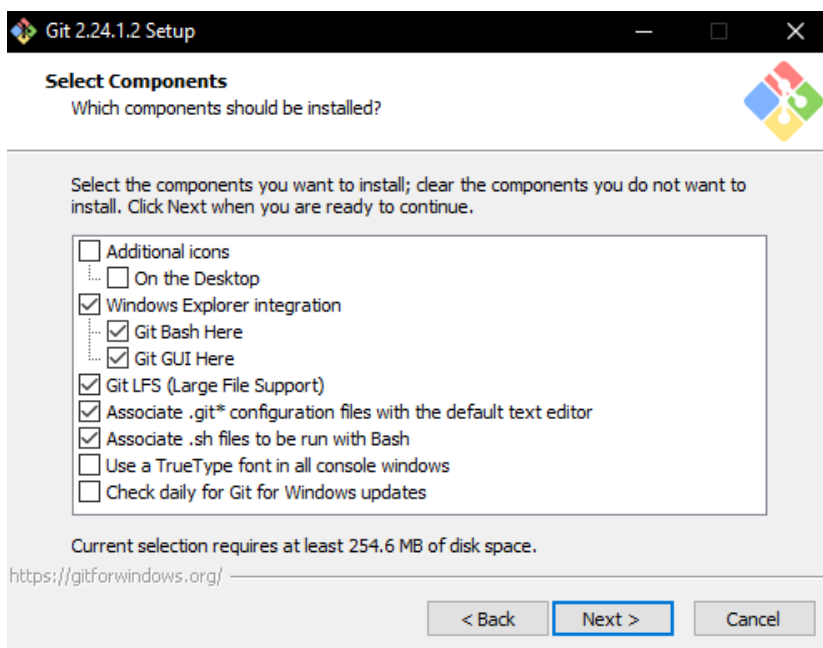 Git 2.24.1.2 Setup
Select Components
Which components should be installed?
Select the components you want to install; clear the components you do not want to
install. Click Next when you are ready to continue.
Additional icons
On the Desktop
Windows Explorer integration
Git Bash Here
Git GUI Here
Git LFS (Large File Support)
Associate .git* configuration files with the default text editor
Associate .sh files to be run with Bash
Use a TrueType font in all console windows
Check daily for Git for Windows updates
Current selection requires at least 254.6 MB of disk space.
https://gitforwindows.org/
< Back Next > Cancel